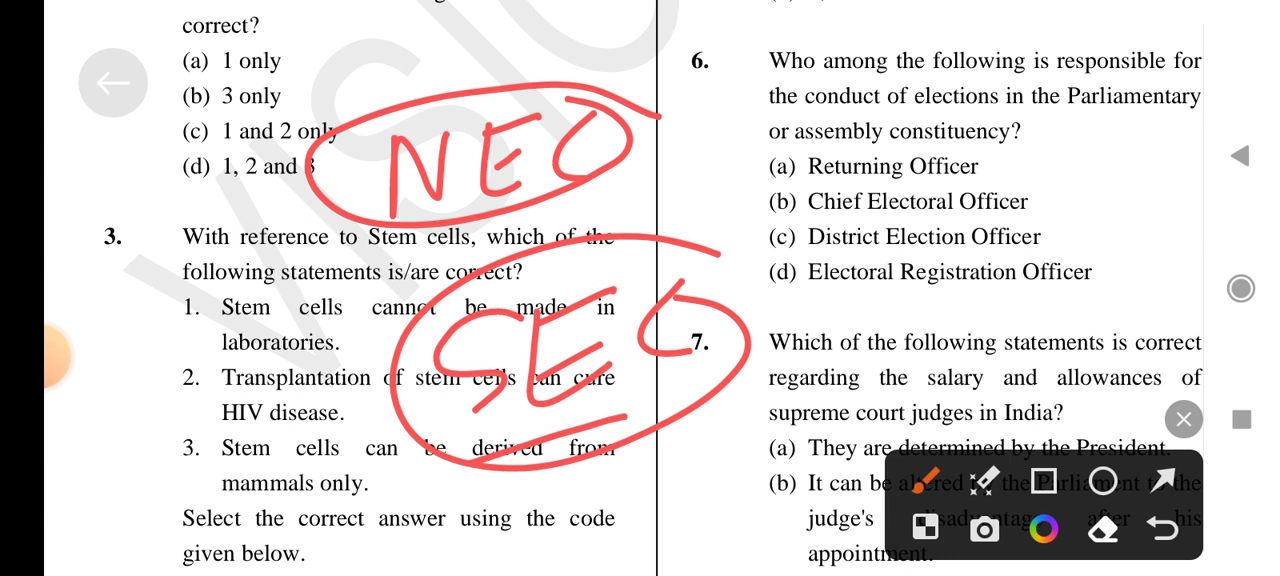 correct?
(a) 1 only
(b) 3 only
(c) 1 and 2 only
(d) 1, 2 and 3
NEO
3. With reference to Stem cells, which of the
following statements is/are correct?
1. Stem cells cannot be made in
laboratories.
2. Transplantation of stem cells can cure
HIV disease.
3. Stem cells can be derived from
mammals only.
SEC
Select the correct answer using the code
given below.
6. Who among the following is responsible for
the conduct of elections in the Parliamentary
or assembly constituency?
(a) Returning Officer
(b) Chief Electoral Officer
(c) District Election Officer
(d) Electoral Registration Officer
7. Which of the following statements is correct
regarding the salary and allowances of
supreme court judges in India?
(a) They are determined by the President.
(b) It can be altered by the Parliament to the
judge's disadvantage after his
appointment.